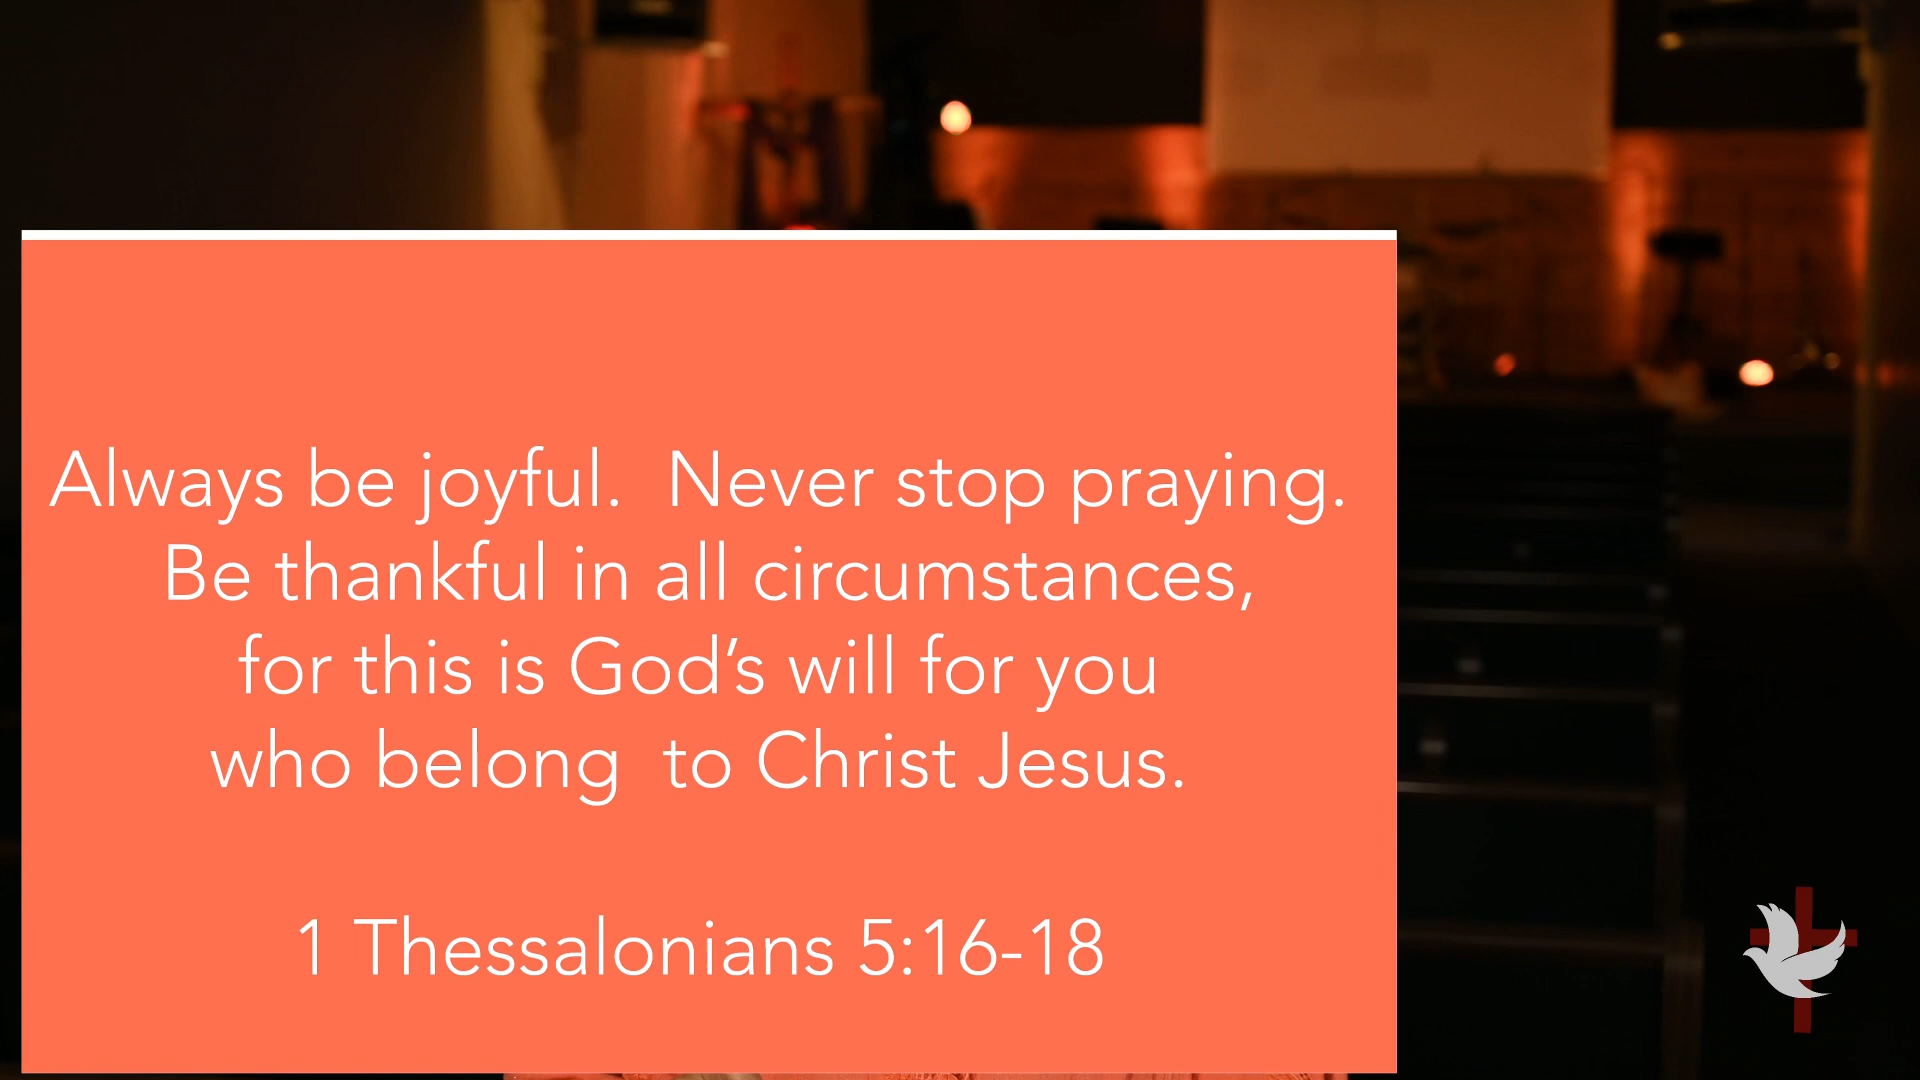 Always be joyful.  Never stop praying.
Be thankful in all circumstances,
for this is God’s will for you
who belong  to Christ Jesus.
1 Thessalonians 5:16-18